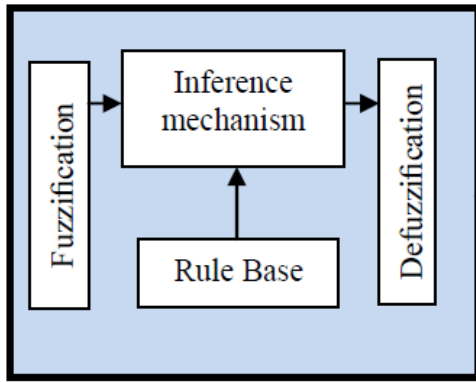 Fuzzification
Inference
mechanism
Rule Base
Defuzzification